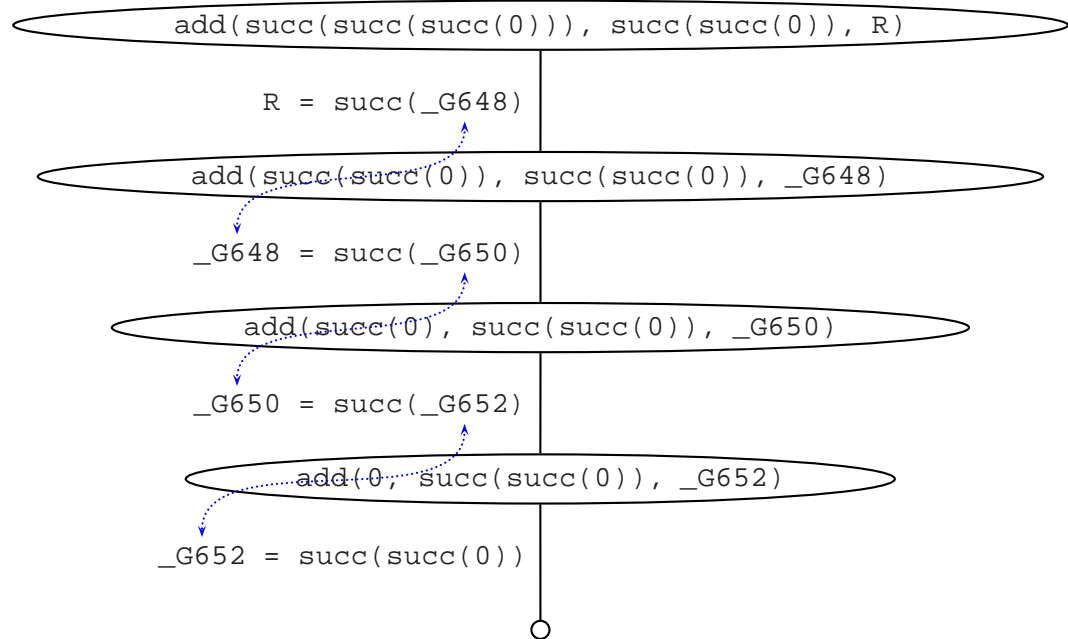 add(succ(succ(succ(0))), succ(succ(0)), R)
R = succ(_G648)
add(succ(succ(0)), succ(succ(0)), _G648)
_G648 = succ(_G650)
add(succ(0), succ(succ(0)), _G650)
_G650 = succ(_G652)
add(0, succ(succ(0)), _G652)
_G652 = succ(succ(0))